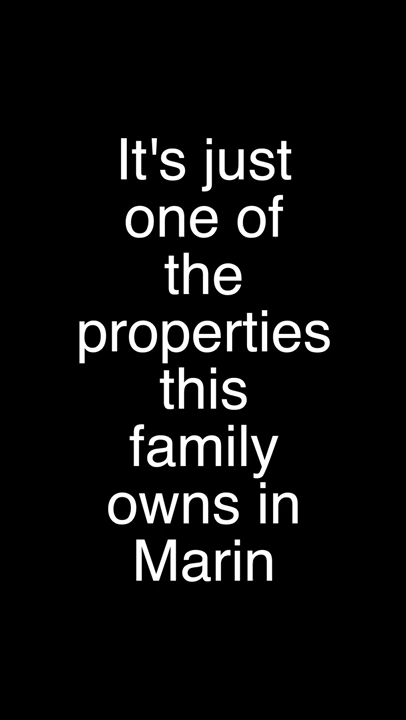 It's just
one of
the
properties
this
family
owns in
Marin